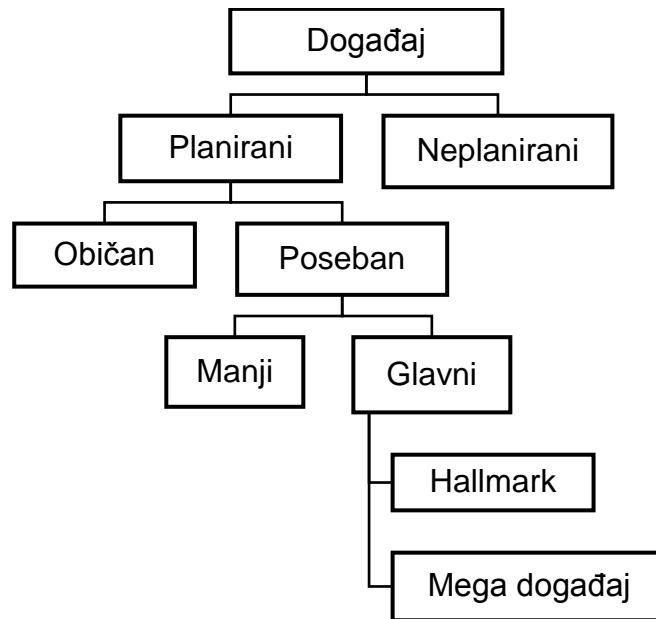 Događaj
Planirani
Neplanirani
Običan
Poseban
Manji
Glavni
Hallmark
Mega događaj